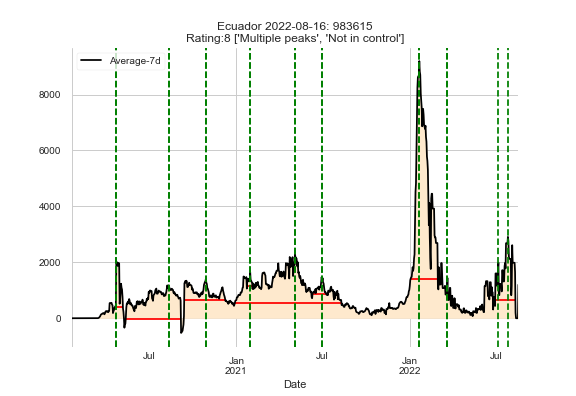 Ecuador 2022-08-16: 983615
Rating:8 ['Multiple peaks', 'Not in control']
Average-7d
8000
6000
4000
2000
0
Jul
Jan
2021
Jul
Jan
2022
Jul
Date